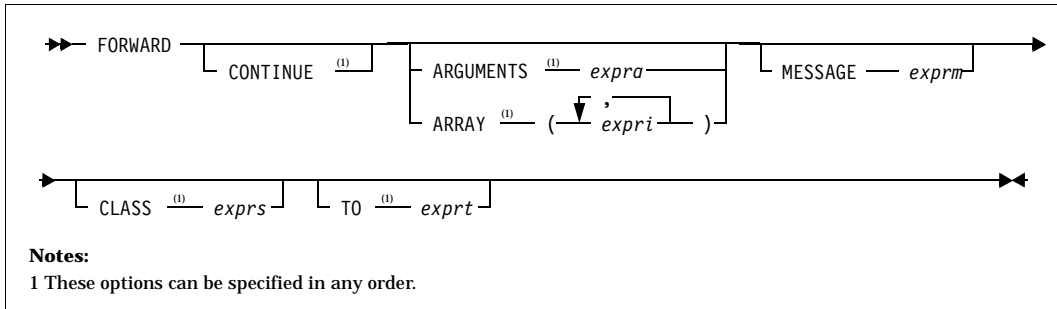 FORWARD
CONTINUE (1)
ARGUMENTS (1) expra
ARRAY (1) ( expri , )
MESSAGE exprm
CLASS (1) exprs
TO (1) exprt
Notes:
1 These options can be specified in any order.